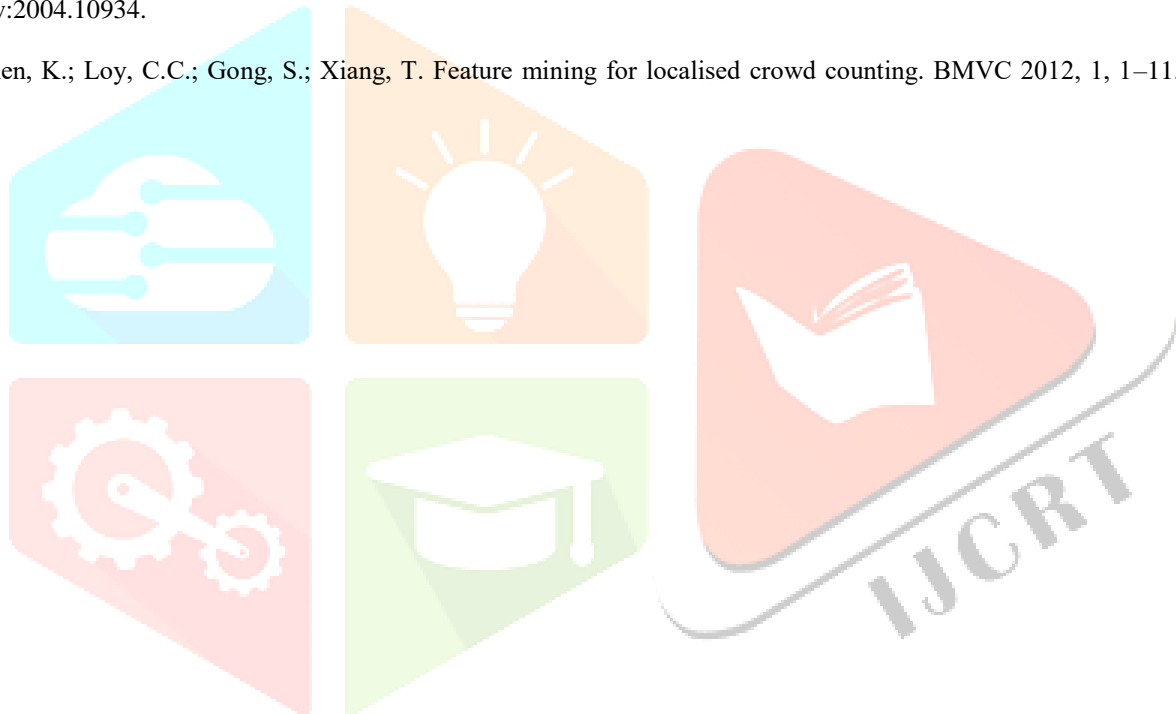 v:2004.10934.
en, K.; Loy, C.C.; Gong, S.; Xiang, T. Feature mining for localised crowd counting. BMVC 2012, 1, 1–11.
IJCRT